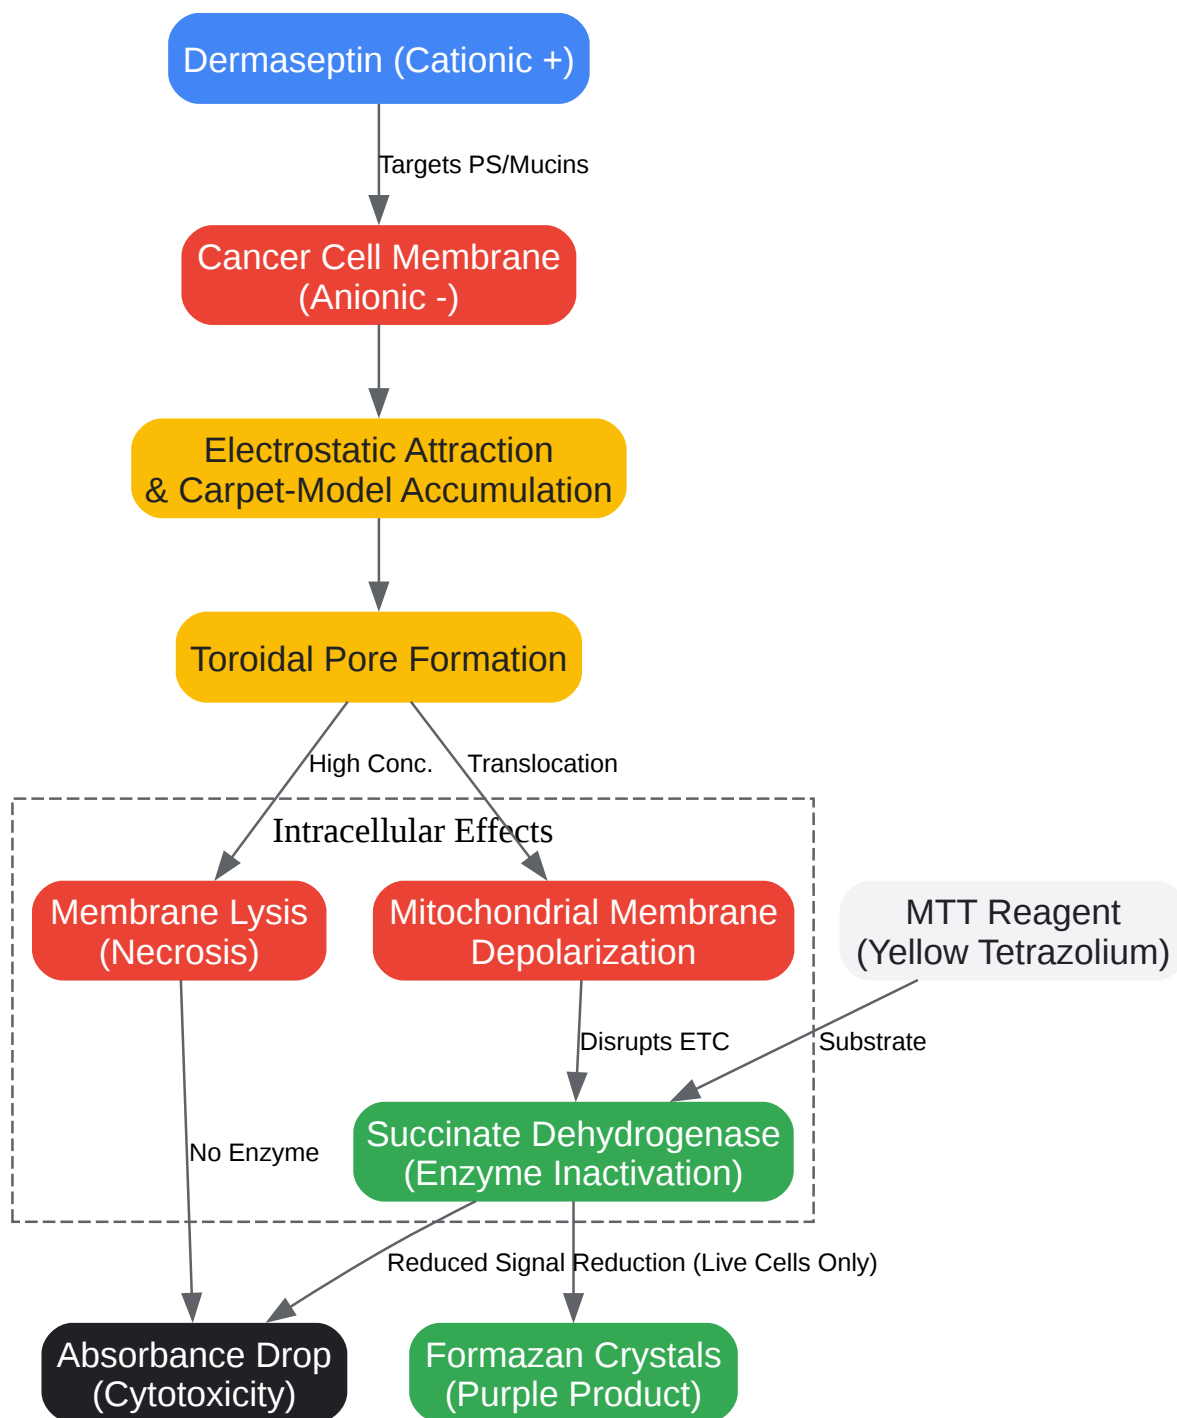 Dermaseptin (Cationic +)
Targets PS/Mucins
Cancer Cell Membrane
(Anionic -)
Electrostatic Attraction
& Carpet-Model Accumulation
Toroidal Pore Formation
High Conc.
Translocation
Intracellular Effects
Membrane Lysis
(Necrosis)
Mitochondrial Membrane
Depolarization
MTT Reagent
(Yellow Tetrazolium)
Disrupts ETC
Substrate
Succinate Dehydrogenase
(Enzyme Inactivation)
No Enzyme
Reduced Signal
Reduction (Live Cells Only)
Absorbance Drop
(Cytotoxicity)
Formazan Crystals
(Purple Product)